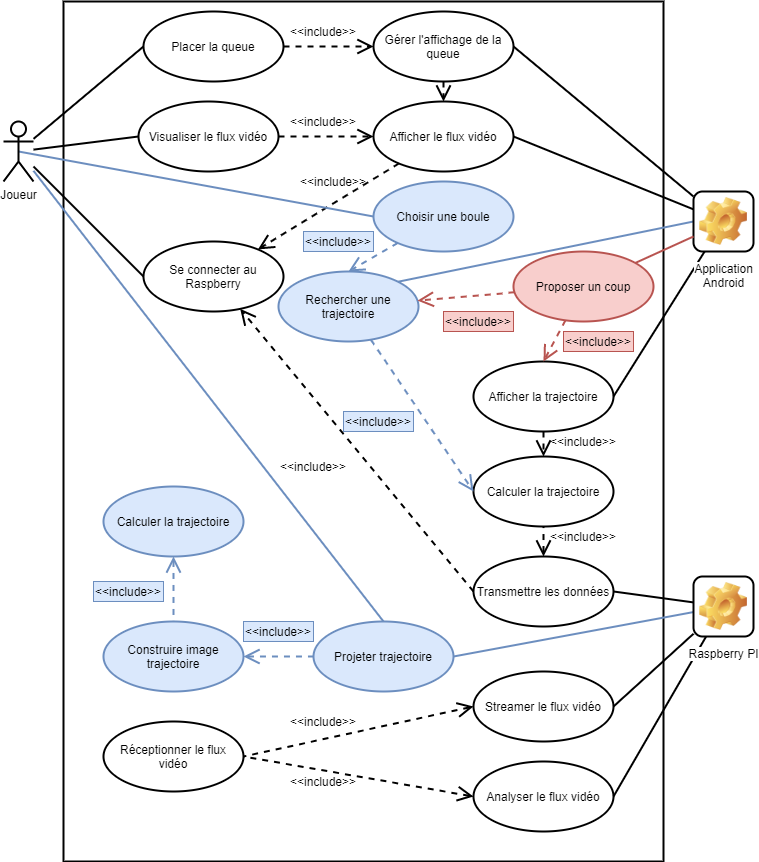 <<include>>
Placer la queue
Gérer l'affichage de la
queue
<<include>>
Visualiser le flux vidéo
Afficher le flux vidéo
Joueur
<<include>>
Choisir une boule
<<include>>
Se connecter au
Raspberry
Application
Android
Rechercher une
trajectoire
Proposer un coup
<<include>>
<<include>>
Afficher la trajectoire
<<include>>
<<include>>
<<include>>
Calculer la trajectoire
Calculer la trajectoire
<<include>>
<<include>>
Transmettre les données
<<include>>
Construire image
trajectoire
Projeter trajectoire
Raspberry PI
Streamer le flux vidéo
<<include>>
Réceptionner le flux
vidéo
<<include>>
Analyser le flux vidéo